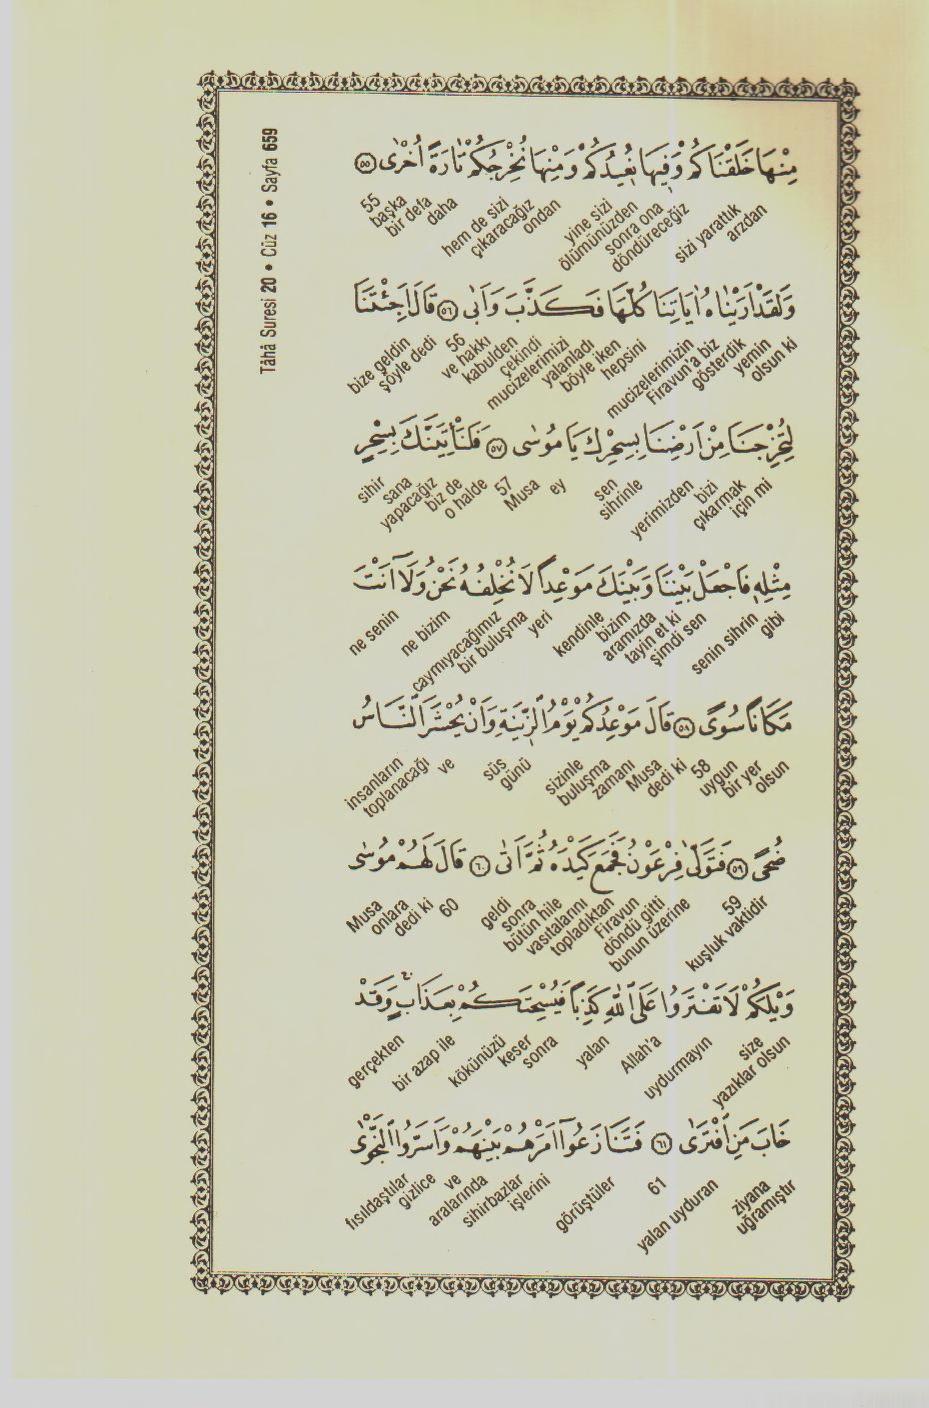 Tâhâ Suresi 20 • Cüz 16 • Sayfa 659
مِنْهَا خَلَقْنَاكُمْ وَفِيهَا نُعِيدُكُمْ وَمِنْهَا نُخْرِجُكُمْ تَارَةً اُخْرٰى ﴿٥٥﴾
arzdan
sizi yarattık
sonra ona
döndüreceğiz
yine sizi
ölümünüzden
ondan
hem de sizi
çıkaracağız
daha
bir defa
başka
55
وَلَقَدْ اَرَيْنَاهُ اٰيَاتِنَا كُلَّهَا فَكَذَّبَ وَاَبٰى ﴿٥٦﴾ قَالَ اَجِئْتَنَا
yemin
olsun ki
gösterdik
Firavun'a biz
mucizelerimizin
hepsini
böyle iken
yalanladı
mucizelerimizi
çekindi
kabulden
ve hakkı
56
şöyle dedi
bize geldin
لِتُخْرِجَنَا مِنْ اَرْضِنَا بِسِحْرِكَ يَا مُوسٰى ﴿٥٧﴾ فَلَنَأْتِيَنَّكَ بِسِحْرٍ
için mi
çıkarmak
bizi
yerimizden
sen
sihrinle
ey
Musa
57
o halde
biz de
yapacağız
sana
sihir
مِثْلِهٖ فَاجْعَلْ بَيْنَنَا وَبَيْنَكَ مَوْعِدًا لَا نُخْلِفُهُ نَحْنُ وَلَا اَنْتَ
gibi
senin sihrin
şimdi sen
tayin et ki
aramızda
bizim
kendinle
yeri
bir buluşma
caymıyacağımız
ne bizim
ne senin
مَكَانًا سُوًى ﴿٥٨﴾ قَالَ مَوْعِدُكُمْ يَوْمُ الزِّينَةِ وَاَنْ يُحْشَرَ النَّاسُ
olsun
bir yer
uygun
58
dedi ki
Musa
zamanı
buluşma
sizinle
günü
süs
ve
toplanacağı
insanların
ضُحًى ﴿٥٩﴾ فَتَوَلّٰى فِرْعَوْنُ فَجَمَعَ كَيْدَهُ ثُمَّ اَتٰى ﴿٦٠﴾ قَالَ لَهُمْ مُوسٰى
kuşluk vaktidir
59
bunun üzerine
döndü gitti
Firavun
topladıktan
vasıtalarını
bütün hile
sonra
geldi
60
dedi ki
onlara
Musa
وَيْلَكُمْ لَا تَفْتَرُوا عَلَى اللّٰهِ كَذِبًا فَيُسْحِتَكُمْ بِعَذَابٍ وَقَدْ
size
yazıklar olsun
uydurmayın
Allah'a
yalan
sonra
keser
kökünüzü
bir azap ile
gerçekten
خَابَ مَنِ افْتَرٰى ﴿٦١﴾ فَتَنَازَعُوا اَمْرَهُمْ بَيْنَهُمْ وَاَسَرُّوا النَّجْوٰى
ziyana
uğramıştır
yalan uyduran
61
görüştüler
işlerini
sihirbazlar
aralarında
ve
gizlice
fısıldaştılar